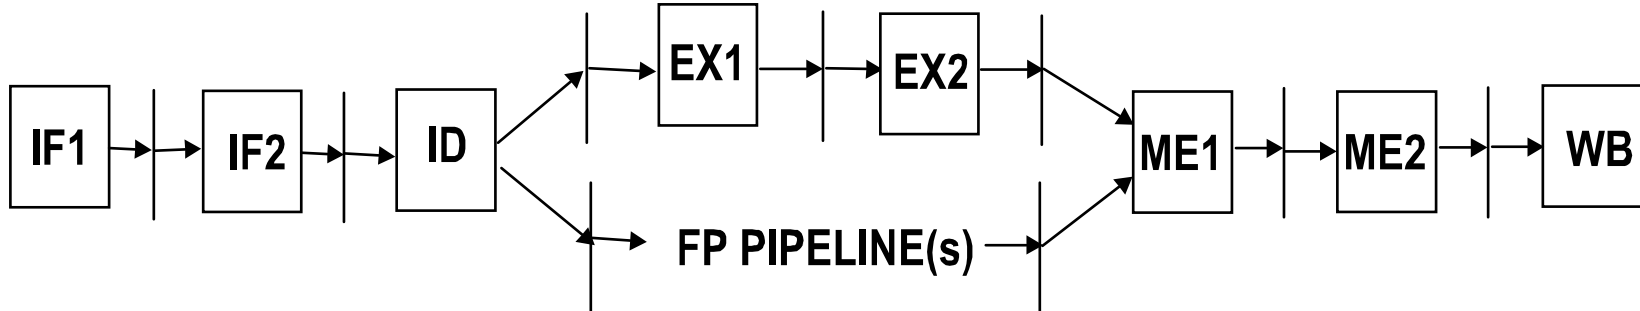 IF1
IF2
ID
EX1
EX2
FP PIPELINE(s)
ME1
ME2
WB